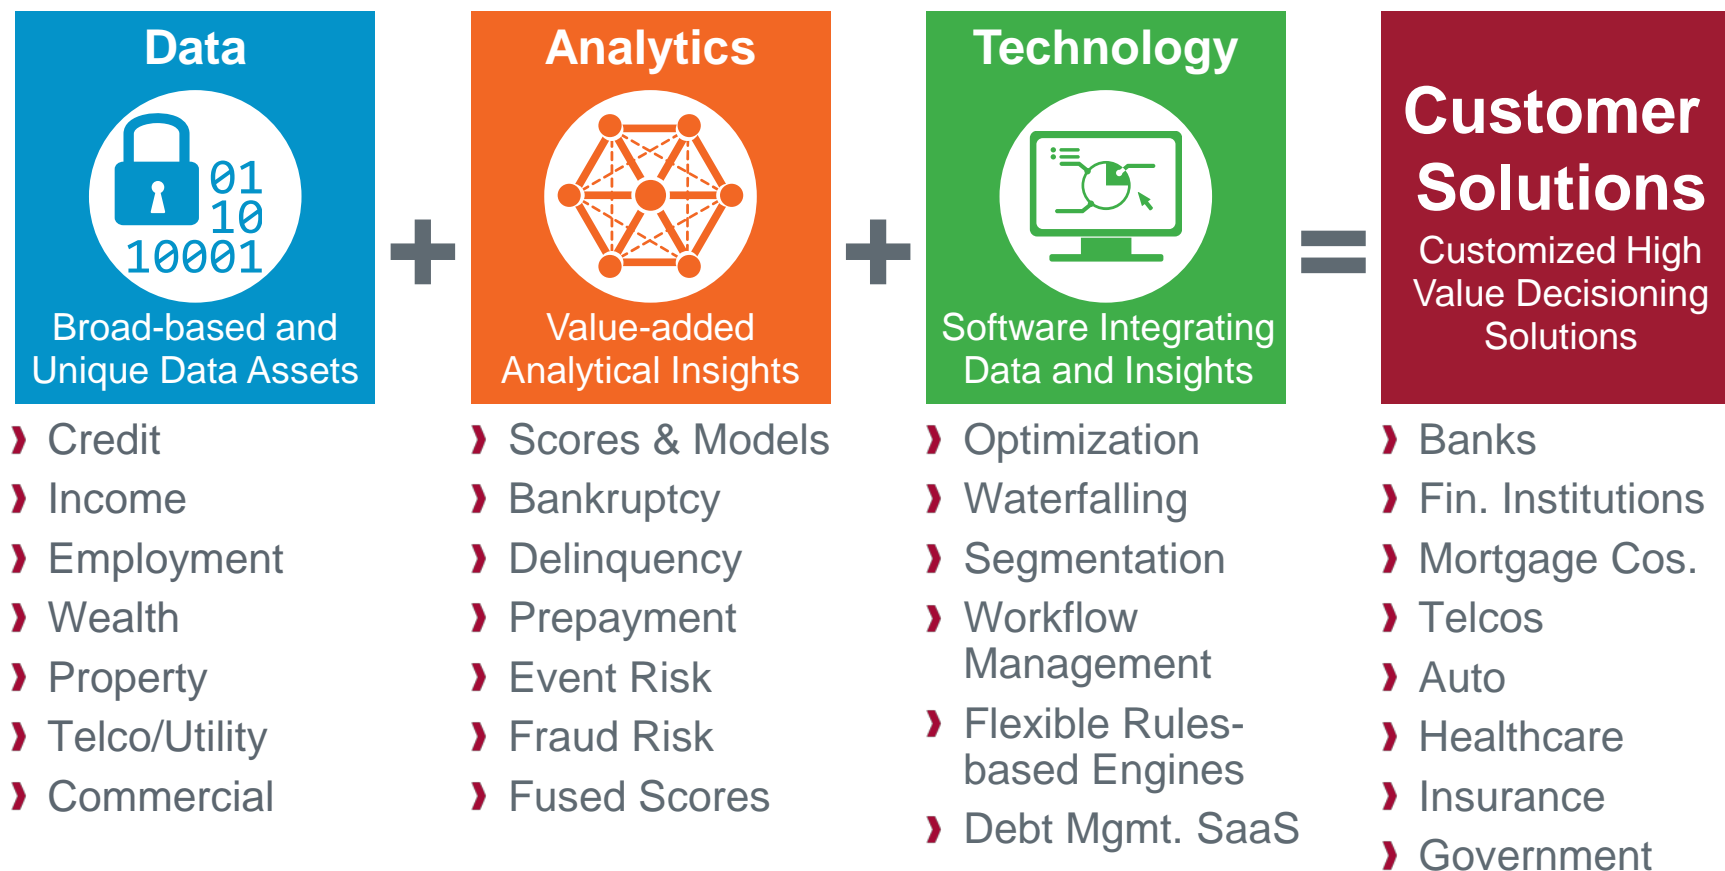 Data
01
10
10001
Broad-based and
Unique Data Assets
Credit
Income
Employment
Wealth
Property
Telco/Utility
Commercial
+
Analytics
Value-added
Analytical Insights
Scores & Models
Bankruptcy
Delinquency
Prepayment
Event Risk
Fraud Risk
Fused Scores
+
Technology
Software Integrating
Data and Insights
Optimization
Waterfalling
Segmentation
Workflow
Management
Flexible Rules-
based Engines
Debt Mgmt. SaaS
=
Customer
Solutions
Customized High
Value Decisioning
Solutions
Banks
Fin. Institutions
Mortgage Cos.
Telcos
Auto
Healthcare
Insurance
Government